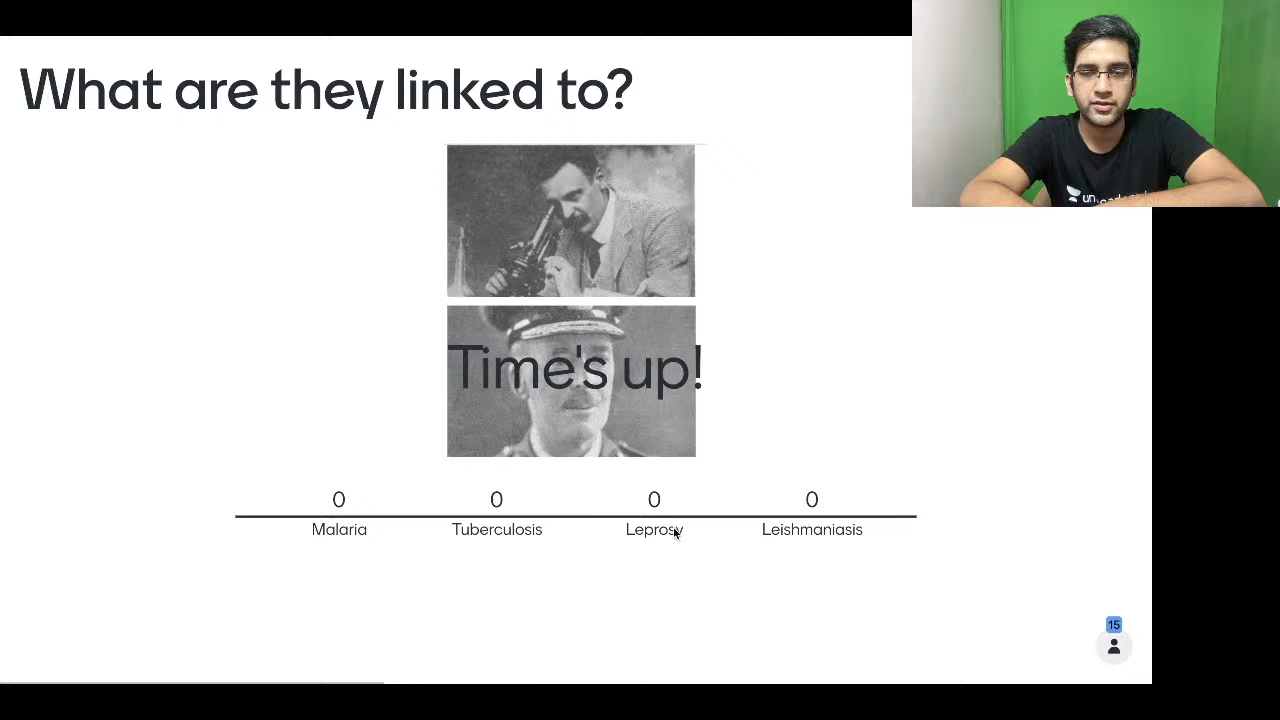 What are they linked to?
Time's up!
0 0 0 0
Malaria Tuberculosis Leprosy Leishmaniasis
15